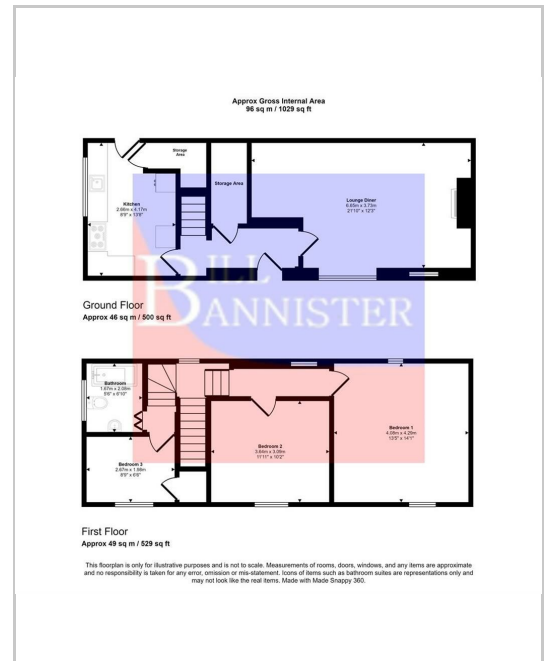 Approx Gross Internal Area
96 sq m / 1029 sq ft
Storage
Area
Storage Area
Kitchen
2.66m x 4.17m
8'9" x 13'8"
Lounge Diner
6.65m x 3.73m
21'10" x 12'3"
BILL
BANNISTER
Ground Floor
Approx 46 sq m / 500 sq ft
Bathroom
1.67m x 2.08m
5'6" x 6'10"
Bedroom 1
4.08m x 4.29m
13'5" x 14'1"
Bedroom 2
3.64m x 3.09m
11'11" x 10'2"
Bedroom 3
2.67m x 1.98m
8'9" x 6'6"
First Floor
Approx 49 sq m / 529 sq ft
This floorplan is only for illustrative purposes and is not to scale. Measurements of rooms, doors, windows, and any items are approximate
and no responsibility is taken for any error, omission or mis-statement. Icons of items such as bathroom suites are representations only and
may not look like the real items. Made with Made Snappy 360.